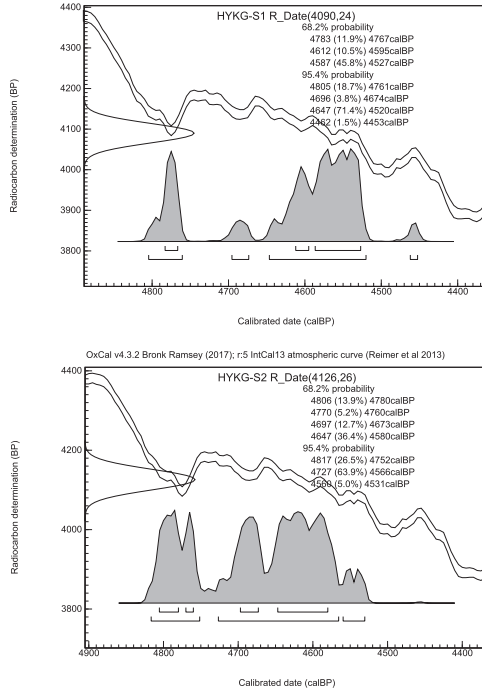 HYKG-S1 R_Date(4090,24)
68.2% probability
4783 (11.9%) 4767calBP
4612 (10.5%) 4595calBP
4587 (45.8%) 4527calBP
95.4% probability
4805 (18.7%) 4761calBP
4696 (3.8%) 4674calBP
4647 (71.4%) 4520calBP
4462 (1.5%) 4453calBP
Radiocarbon determination (BP)
4400
4300
4200
4100
4000
3900
3800
4800 4700 4600 4500 4400
Calibrated date (calBP)
OxCal v4.3.2 Bronk Ramsey (2017); r:5 IntCal13 atmospheric curve (Reimer et al 2013)
HYKG-S2 R_Date(4126,26)
68.2% probability
4806 (13.9%) 4780calBP
4770 (5.2%) 4760calBP
4697 (12.7%) 4673calBP
4647 (36.4%) 4580calBP
95.4% probability
4817 (26.5%) 4752calBP
4727 (63.9%) 4566calBP
4560 (5.0%) 4531calBP
Radiocarbon determination (BP)
4400
4200
4000
3800
4900 4800 4700 4600 4500 4400
Calibrated date (calBP)